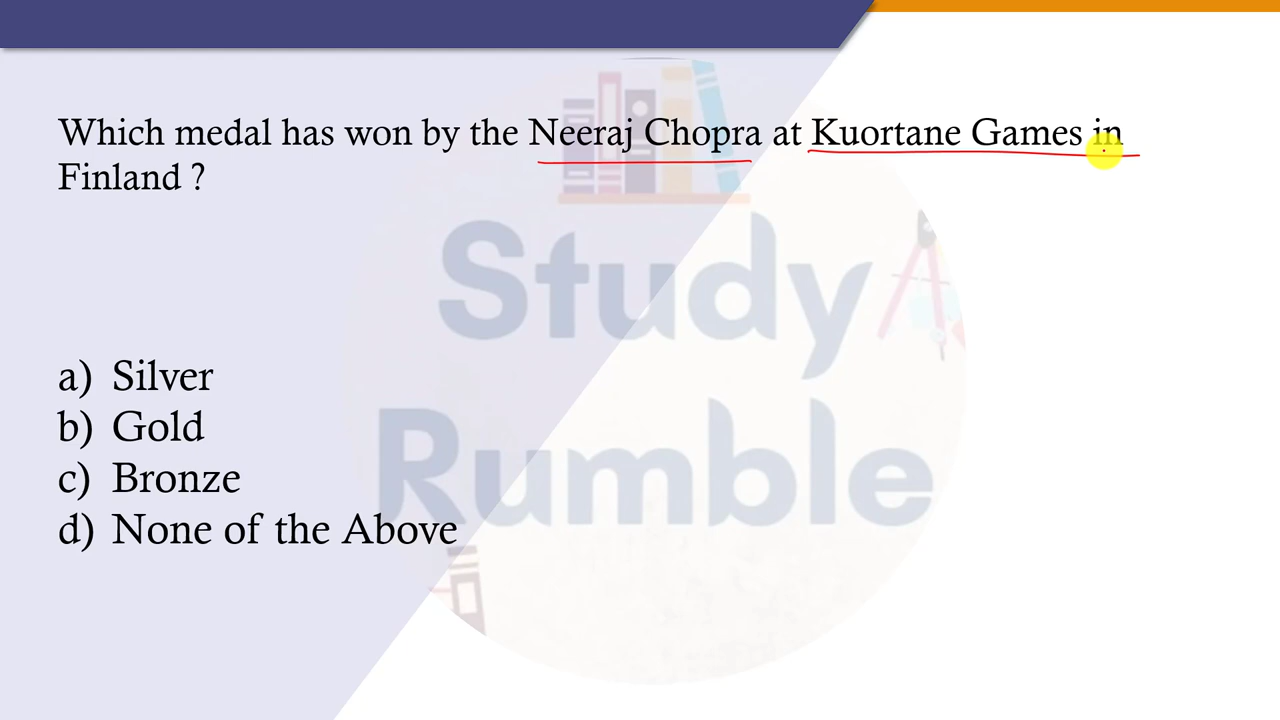 Which medal has won by the Neeraj Chopra at Kuortane Games in
Finland ?
Study
Rumble
a) Silver
b) Gold
c) Bronze
d) None of the Above